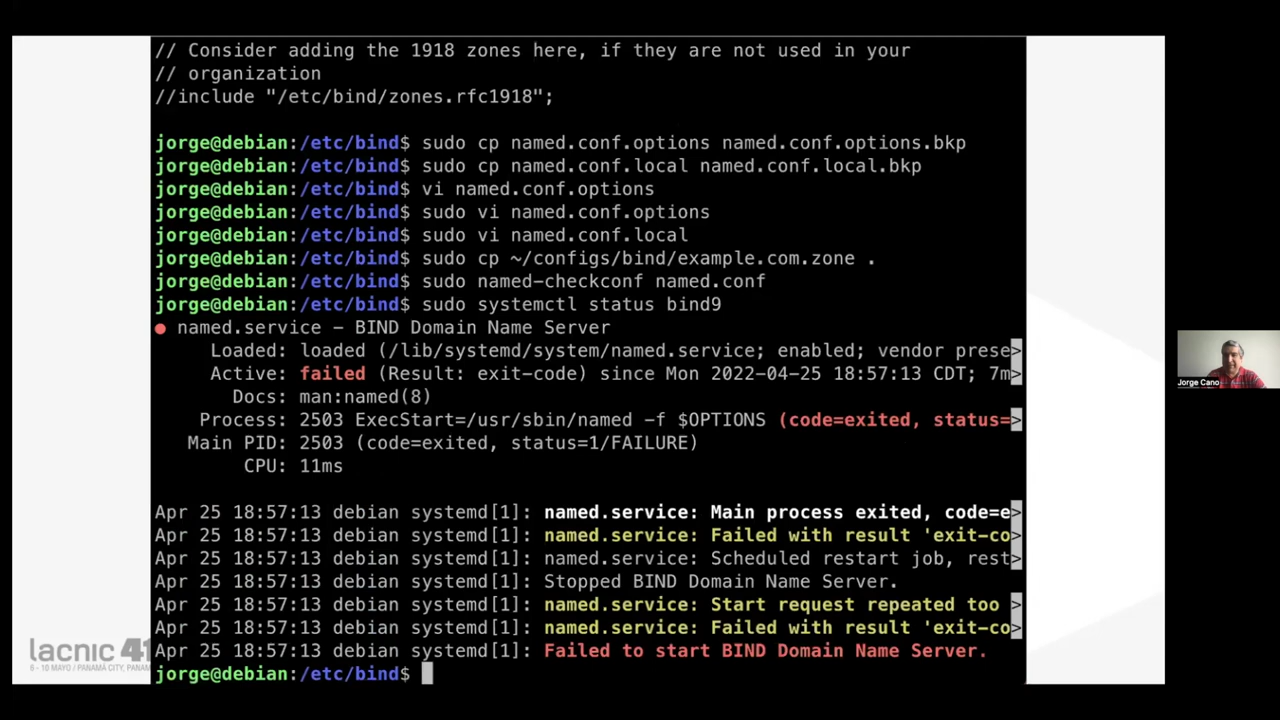 // Consider adding the 1918 zones here, if they are not used in your
// organization
//include "/etc/bind/zones.rfc1918";
jorge@debian:/etc/bind$ sudo cp named.conf.options named.conf.options.bkp
jorge@debian:/etc/bind$ sudo cp named.conf.local named.conf.local.bkp
jorge@debian:/etc/bind$ vi named.conf.options
jorge@debian:/etc/bind$ sudo vi named.conf.options
jorge@debian:/etc/bind$ sudo vi named.conf.local
jorge@debian:/etc/bind$ sudo cp ~/configs/bind/example.com.zone .
jorge@debian:/etc/bind$ sudo named-checkconf named.conf
jorge@debian:/etc/bind$ sudo systemctl status bind9
● named.service - BIND Domain Name Server
Loaded: loaded (/lib/systemd/system/named.service; enabled; vendor prese>
Active: failed (Result: exit-code) since Mon 2022-04-25 18:57:13 CDT; 7m>
Docs: man:named(8)
Process: 2503 ExecStart=/usr/sbin/named -f $OPTIONS (code=exited, status=>
Main PID: 2503 (code=exited, status=1/FAILURE)
CPU: 11ms
Apr 25 18:57:13 debian systemd[1]: named.service: Main process exited, code=e>
Apr 25 18:57:13 debian systemd[1]: named.service: Failed with result 'exit-co>
Apr 25 18:57:13 debian systemd[1]: named.service: Scheduled restart job, rest>
Apr 25 18:57:13 debian systemd[1]: Stopped BIND Domain Name Server.
Apr 25 18:57:13 debian systemd[1]: named.service: Start request repeated too >
Apr 25 18:57:13 debian systemd[1]: named.service: Failed with result 'exit-co>
Apr 25 18:57:13 debian systemd[1]: Failed to start BIND Domain Name Server.
jorge@debian:/etc/bind$
lacnic 41
6 - 10 MAYO / PANAMÁ CITY, PANAM
Jorge Cano